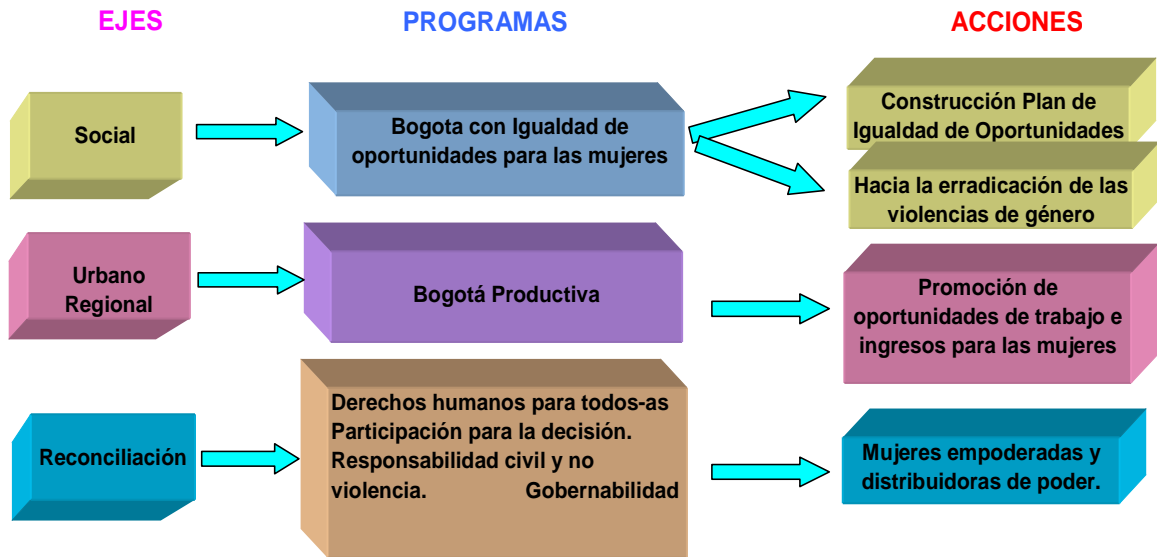 EJES
PROGRAMAS
ACCIONES
Social
Bogota con Igualdad de
oportunidades para las mujeres
Construcción Plan de
Igualdad de Oportunidades
Hacia la erradicación de las
violencias de género
Urbano
Regional
Bogotá Productiva
Promoción de
oportunidades de trabajo e
ingresos para las mujeres
Reconciliación
Derechos humanos para todos-as
Participación para la decisión.
Responsabilidad civil y no
violencia. Gobernabilidad
Mujeres empoderadas y
distribuidoras de poder.